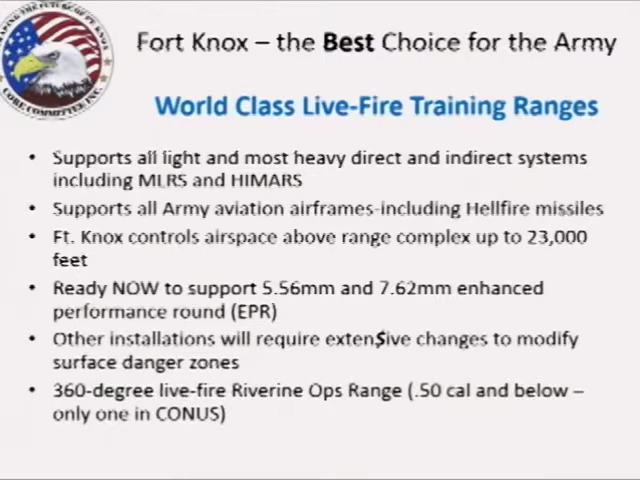 Fort Knox – the Best Choice for the Army
World Class Live-Fire Training Ranges
• Supports all light and most heavy direct and indirect systems
including MLRS and HIMARS
• Supports all Army aviation airframes-including Hellfire missiles
• Ft. Knox controls airspace above range complex up to 23,000
feet
• Ready NOW to support 5.56mm and 7.62mm enhanced
performance round (EPR)
• Other installations will require exten$ive changes to modify
surface danger zones
• 360-degree live-fire Riverine Ops Range (.50 cal and below –
only one in CONUS)
CORE COMMITTEE INC.